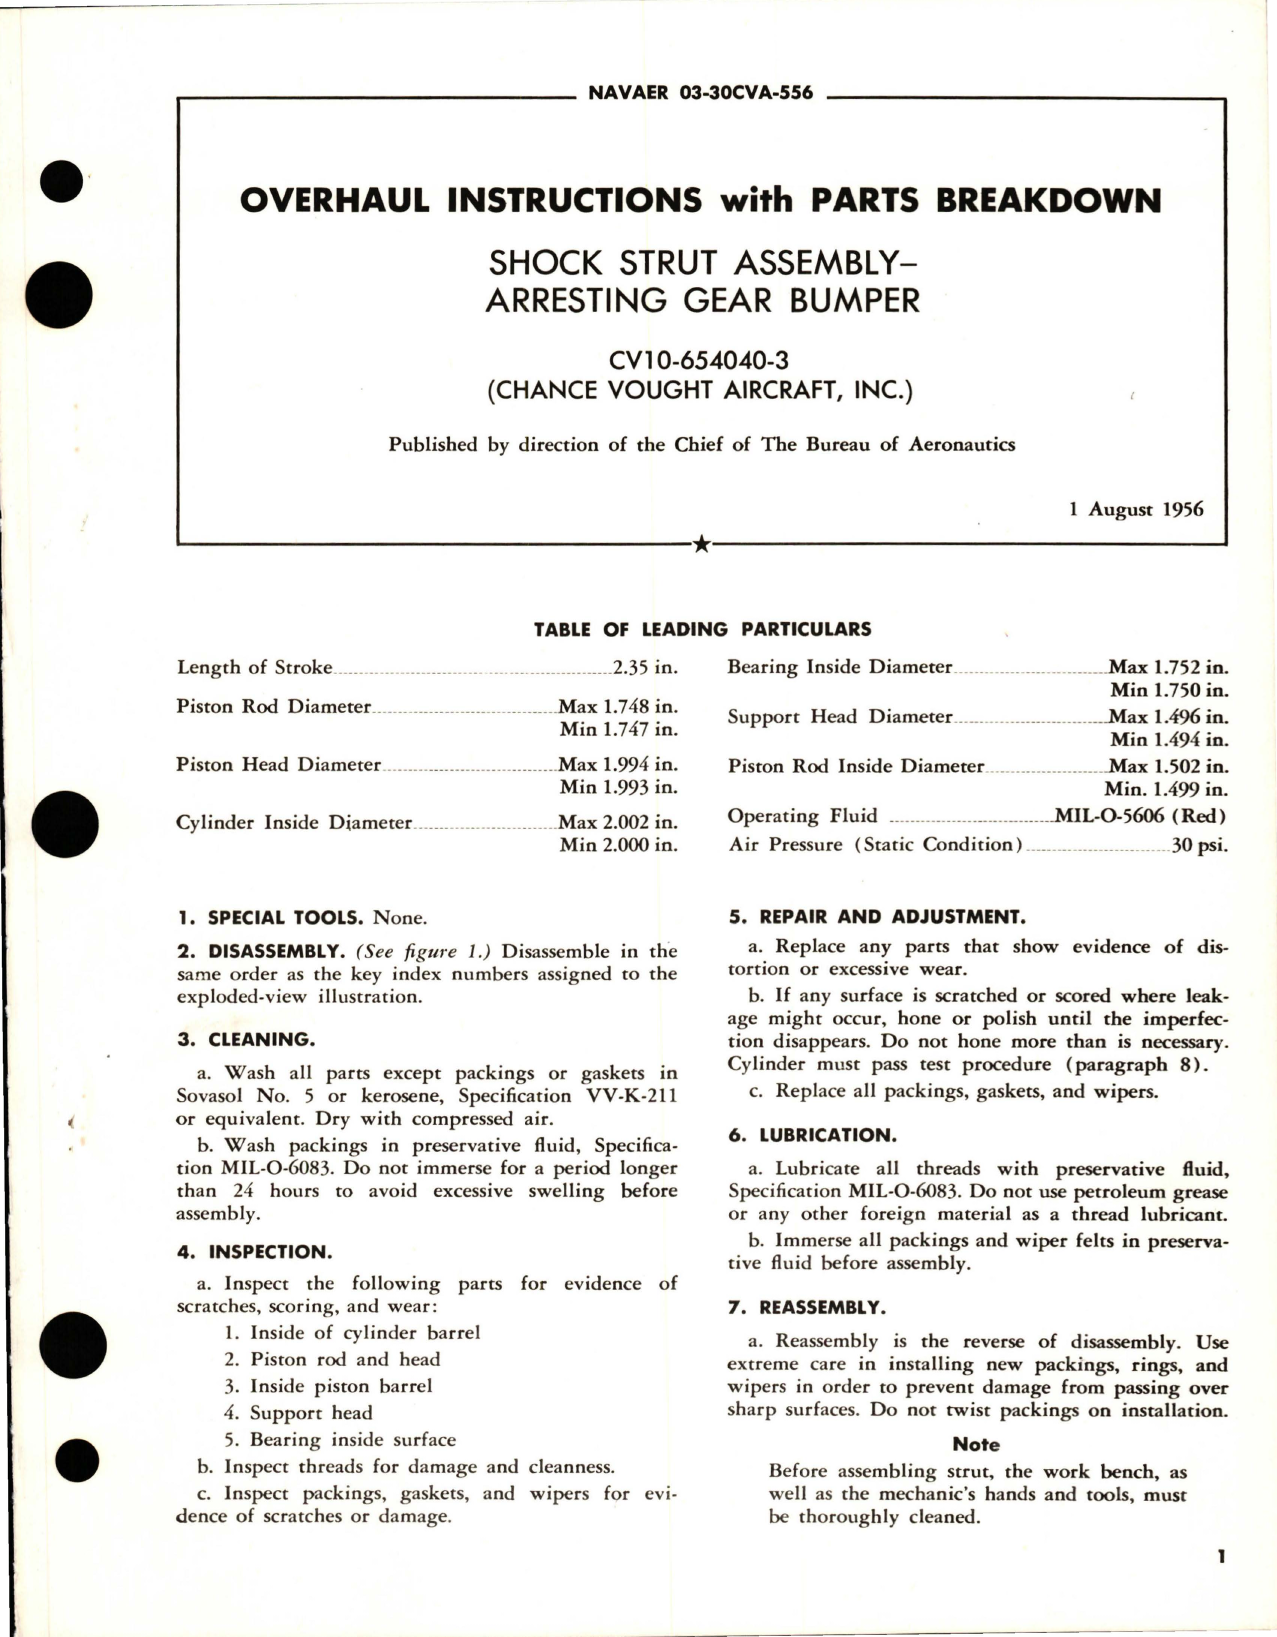 NAVAER 03-30CVA-556
OVERHAUL INSTRUCTIONS with PARTS BREAKDOWN
SHOCK STRUT ASSEMBLY–
ARRESTING GEAR BUMPER
CV10-654040-3
(CHANCE VOUGHT AIRCRAFT, INC.)
Published by direction of the Chief of The Bureau of Aeronautics
1 August 1956
TABLE OF LEADING PARTICULARS
Length of Stroke 2.35 in.
Piston Rod Diameter Max 1.748 in.
Min 1.747 in.
Piston Head Diameter Max 1.994 in.
Min 1.993 in.
Cylinder Inside Diameter Max 2.002 in.
Min 2.000 in.
Bearing Inside Diameter Max 1.752 in.
Min 1.750 in.
Support Head Diameter Max 1.496 in.
Min 1.494 in.
Piston Rod Inside Diameter Max 1.502 in.
Min. 1.499 in.
Operating Fluid MIL-O-5606 (Red)
Air Pressure (Static Condition) 30 psi.
1. SPECIAL TOOLS. None.
2. DISASSEMBLY. (See figure 1.) Disassemble in the
same order as the key index numbers assigned to the
exploded-view illustration.
3. CLEANING.
a. Wash all parts except packings or gaskets in
Sovasol No. 5 or kerosene, Specification VV-K-211
or equivalent. Dry with compressed air.
b. Wash packings in preservative fluid, Specifica-
tion MIL-O-6083. Do not immerse for a period longer
than 24 hours to avoid excessive swelling before
assembly.
4. INSPECTION.
a. Inspect the following parts for evidence of
scratches, scoring, and wear:
1. Inside of cylinder barrel
2. Piston rod and head
3. Inside piston barrel
4. Support head
5. Bearing inside surface
b. Inspect threads for damage and cleanness.
c. Inspect packings, gaskets, and wipers for evi-
dence of scratches or damage.
5. REPAIR AND ADJUSTMENT.
a. Replace any parts that show evidence of dis-
tortion or excessive wear.
b. If any surface is scratched or scored where leak-
age might occur, hone or polish until the imperfec-
tion disappears. Do not hone more than is necessary.
Cylinder must pass test procedure (paragraph 8).
c. Replace all packings, gaskets, and wipers.
6. LUBRICATION.
a. Lubricate all threads with preservative fluid,
Specification MIL-O-6083. Do not use petroleum grease
or any other foreign material as a thread lubricant.
b. Immerse all packings and wiper felts in preserva-
tive fluid before assembly.
7. REASSEMBLY.
a. Reassembly is the reverse of disassembly. Use
extreme care in installing new packings, rings, and
wipers in order to prevent damage from passing over
sharp surfaces. Do not twist packings on installation.
Note
Before assembling strut, the work bench, as
well as the mechanic's hands and tools, must
be thoroughly cleaned.
1